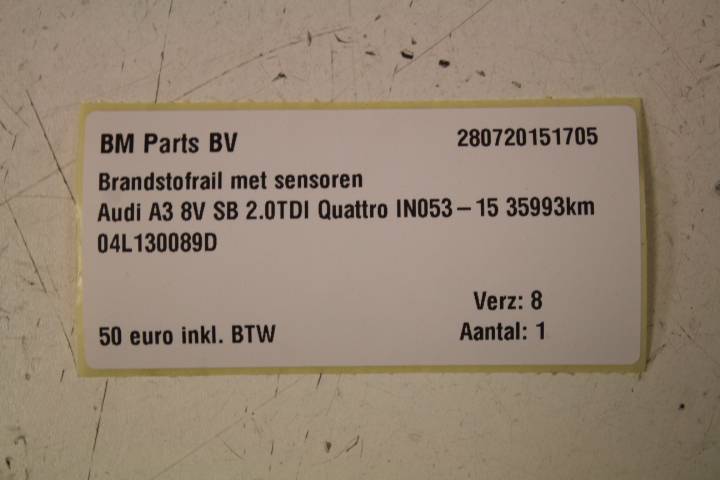 BM Parts BV 280720151705
Brandstofrail met sensoren
Audi A3 8V SB 2.0TDI Quattro IN053-15 35993km
04L130089D
Verz: 8
50 euro inkl. BTW Aantal: 1